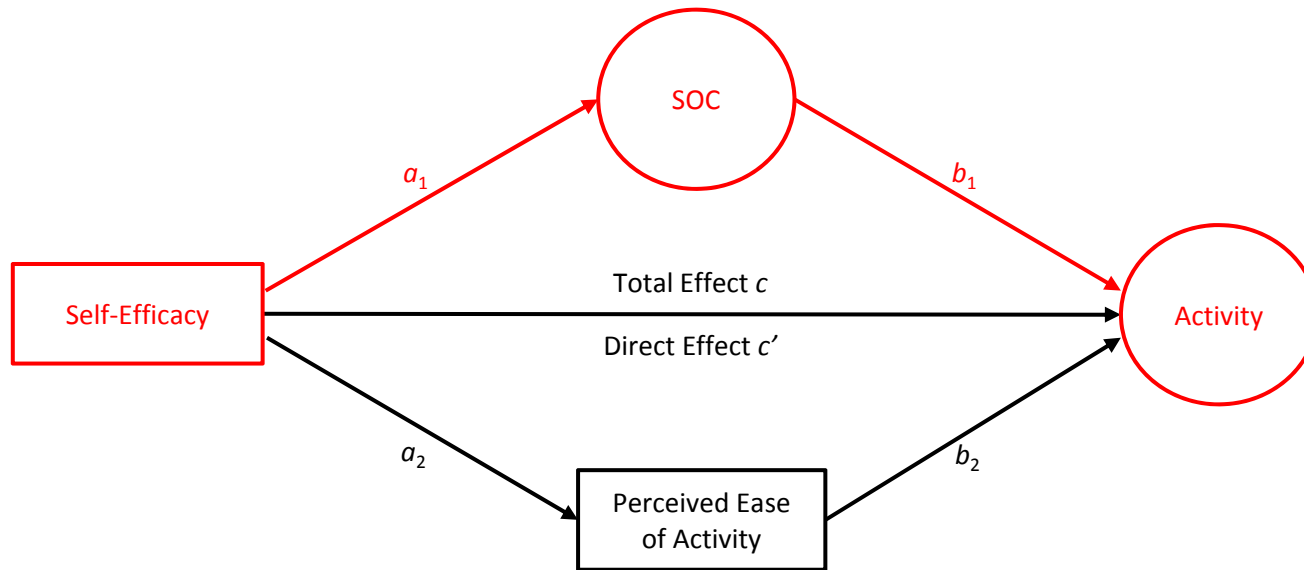 SOC
a₁
b₁
Self-Efficacy
Total Effect c
Direct Effect c’
Activity
a₂
b₂
Perceived Ease
of Activity